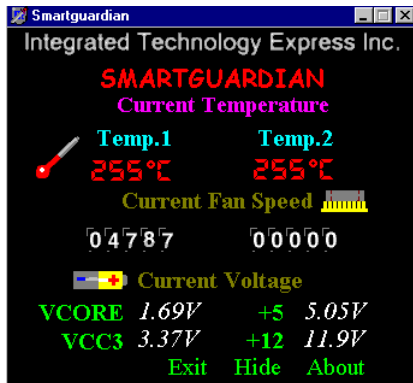 Smartguardian
Integrated Technology Express Inc.
SMARTGUARDIAN
Current Temperature
Temp.1 Temp.2
255°C 255°C
Current Fan Speed
04787 00000
Current Voltage
VCORE 1.69V +5 5.05V
VCC3 3.37V +12 11.9V
Exit Hide About